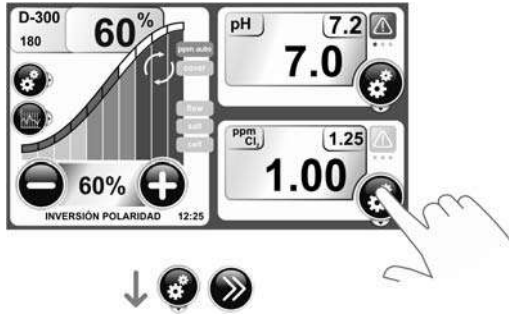 D-300
180
60%
ppm auto
cover
flow
salt
cell
60%
INVERSIÓN POLARIDAD 12:25
pH
7.2
7.0
ppm
Cl₂
1.25
1.00